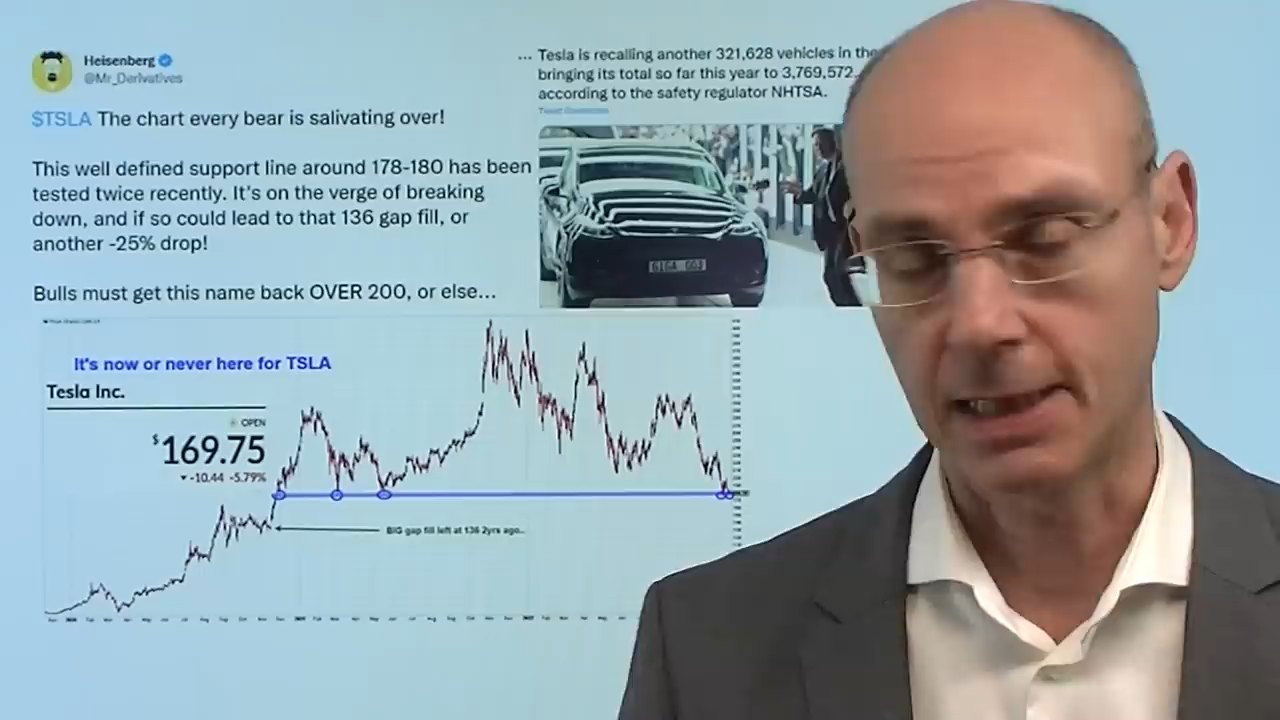 Heisenberg
@Mr_Derivatives
$TSLA The chart every bear is salivating over!
This well defined support line around 178-180 has been
tested twice recently. It's on the verge of breaking
down, and if so could lead to that 136 gap fill, or
another -25% drop!
Bulls must get this name back OVER 200, or else...
... Tesla is recalling another 321,628 vehicles in the
bringing its total so far this year to 3,769,572
according to the safety regulator NHTSA.
It's now or never here for TSLA
Tesla Inc.
OPEN
$169.75
▼-10.44 -5.79%
BIG gap fill left at 136 2yrs ago...